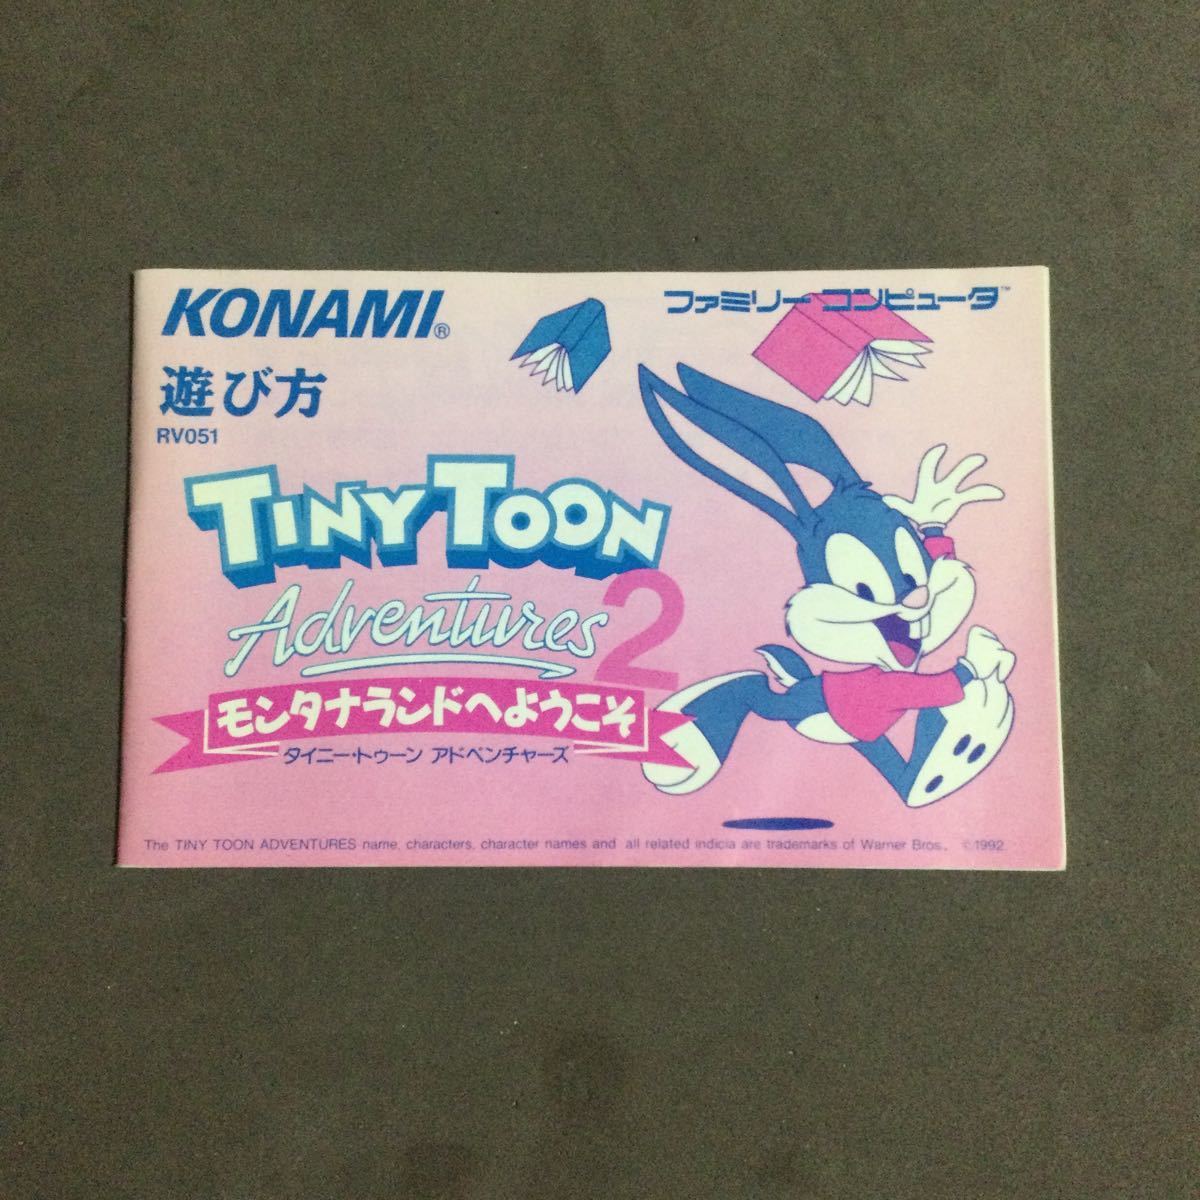 KONAMI®
ファミリー コンピュータ™
遊び方
RV051
TINY TOON
Adventures 2
モンタナランドへようこそ
タイニー・トゥーン アドベンチャーズ
The TINY TOON ADVENTURES name, characters, character names and all related indicia are trademarks of Warner Bros. ©1992